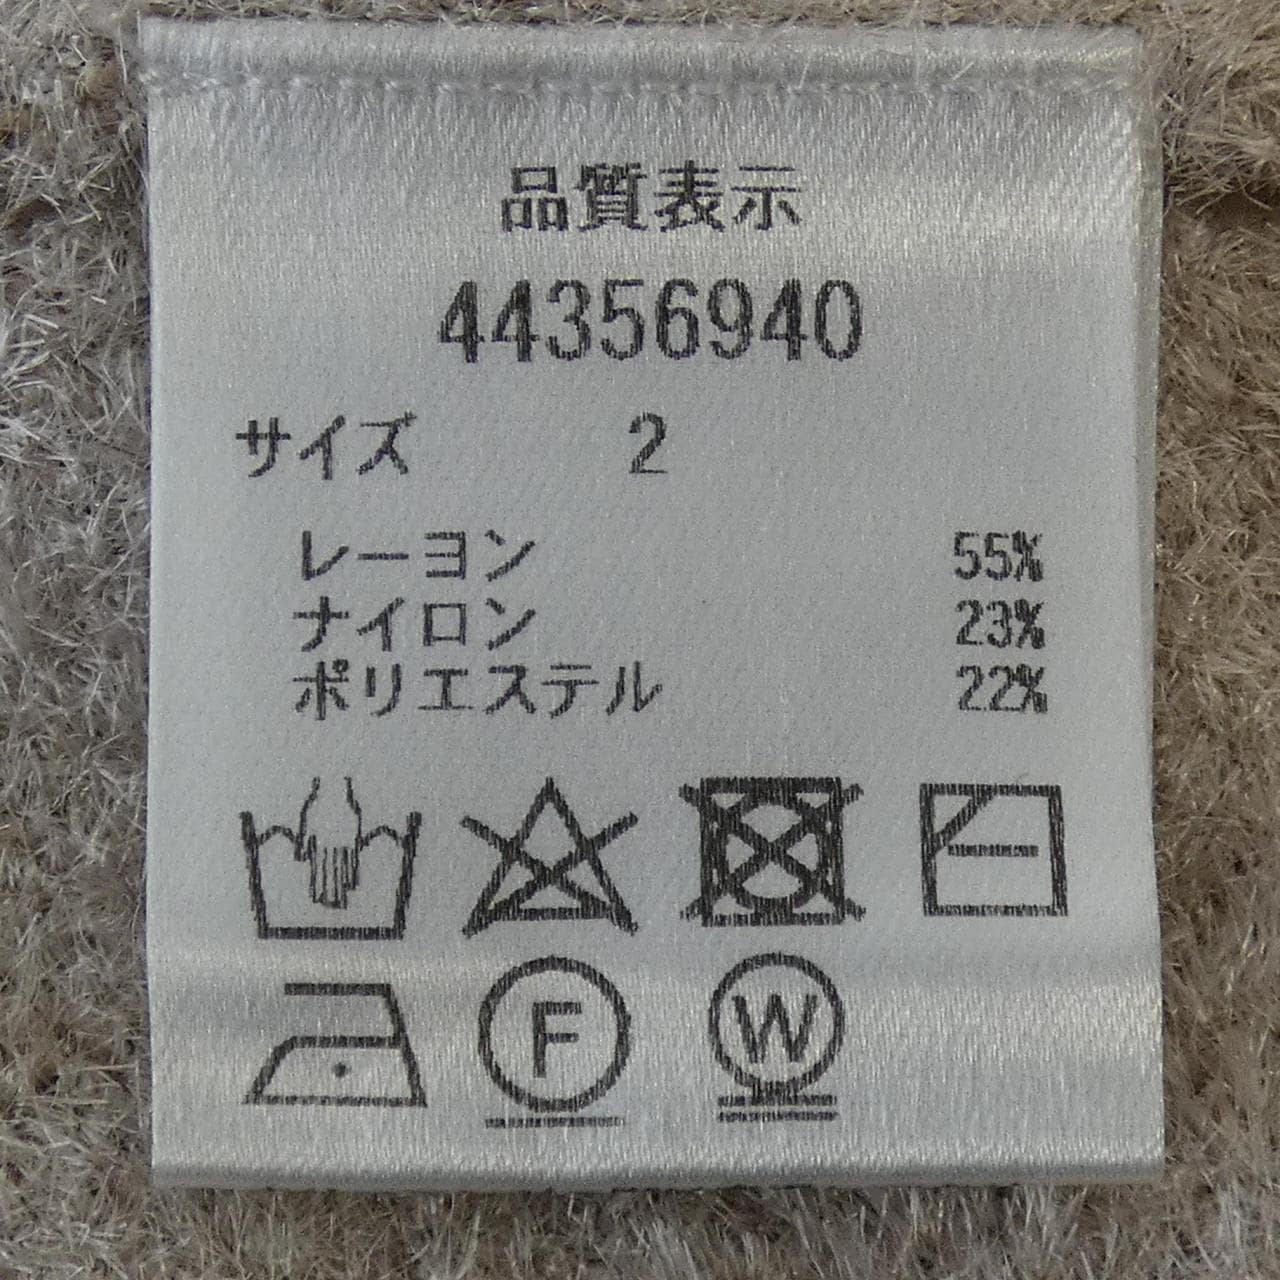 品質表示
44356940
サイズ 2
レーヨン 55%
ナイロン 23%
ポリエステル 22%
F W